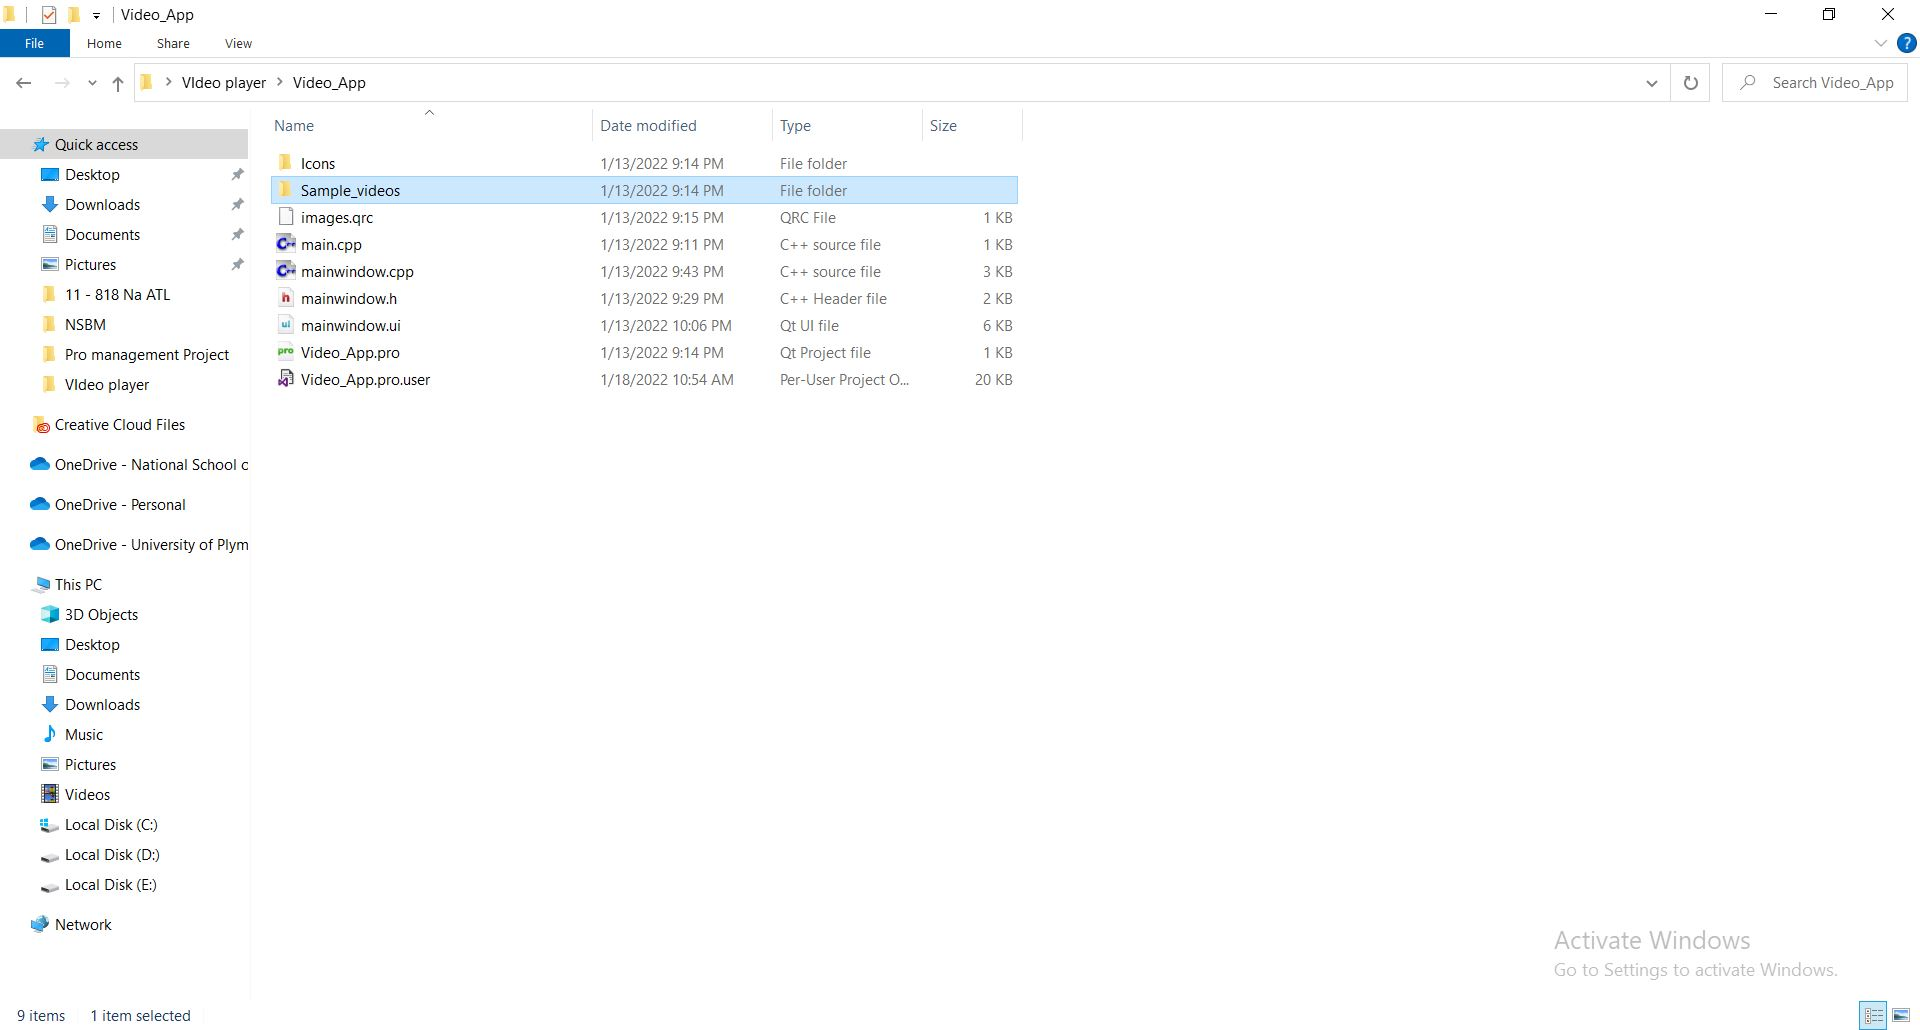 Video_App
File Home Share View
VIdeo player Video_App Search Video_App
Name Date modified Type Size
Quick access
Desktop
Downloads
Documents
Pictures
11 - 818 Na ATL
NSBM
Pro management Project
VIdeo player
Creative Cloud Files
OneDrive - National School o
OneDrive - Personal
OneDrive - University of Plym
This PC
3D Objects
Desktop
Documents
Downloads
Music
Pictures
Videos
Local Disk (C:)
Local Disk (D:)
Local Disk (E:)
Network
Icons 1/13/2022 9:14 PM File folder
Sample_videos 1/13/2022 9:14 PM File folder
images.qrc 1/13/2022 9:15 PM QRC File 1 KB
main.cpp 1/13/2022 9:11 PM C++ source file 1 KB
mainwindow.cpp 1/13/2022 9:43 PM C++ source file 3 KB
mainwindow.h 1/13/2022 9:29 PM C++ Header file 2 KB
mainwindow.ui 1/13/2022 10:06 PM Qt UI file 6 KB
Video_App.pro 1/13/2022 9:14 PM Qt Project file 1 KB
Video_App.pro.user 1/18/2022 10:54 AM Per-User Project O... 20 KB
Activate Windows
Go to Settings to activate Windows.
9 items 1 item selected